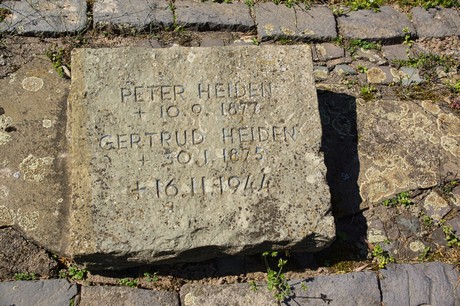 PETER HEIDEN
+ 10.9.1877
GERTRUD HEIDEN
+ 30.1.1875
+ 16.11.1944